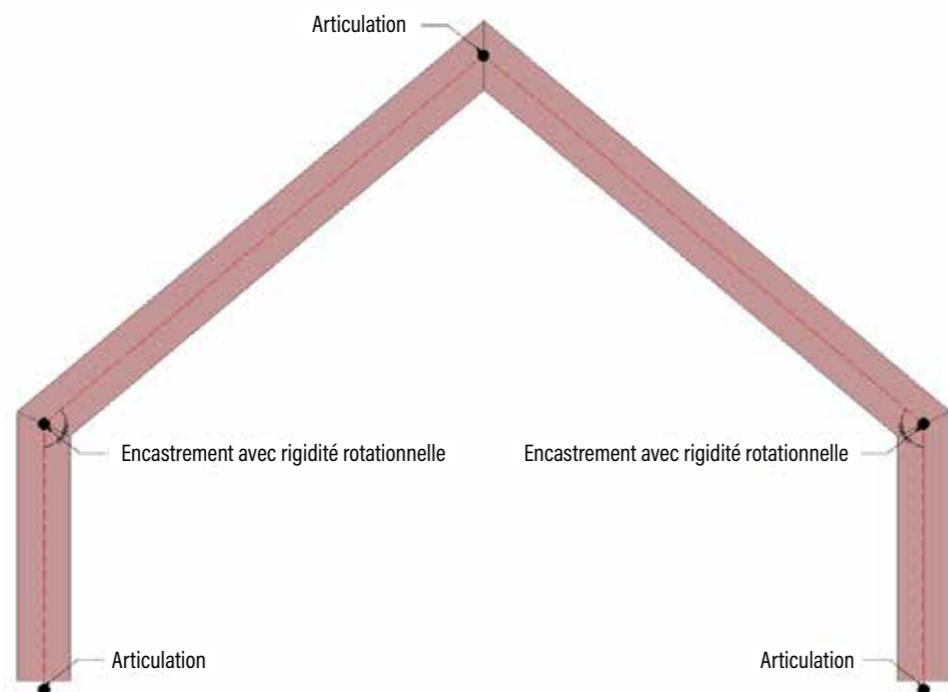 Articulation
Encastrement avec rigidité rotationnelle
Encastrement avec rigidité rotationnelle
Articulation
Articulation